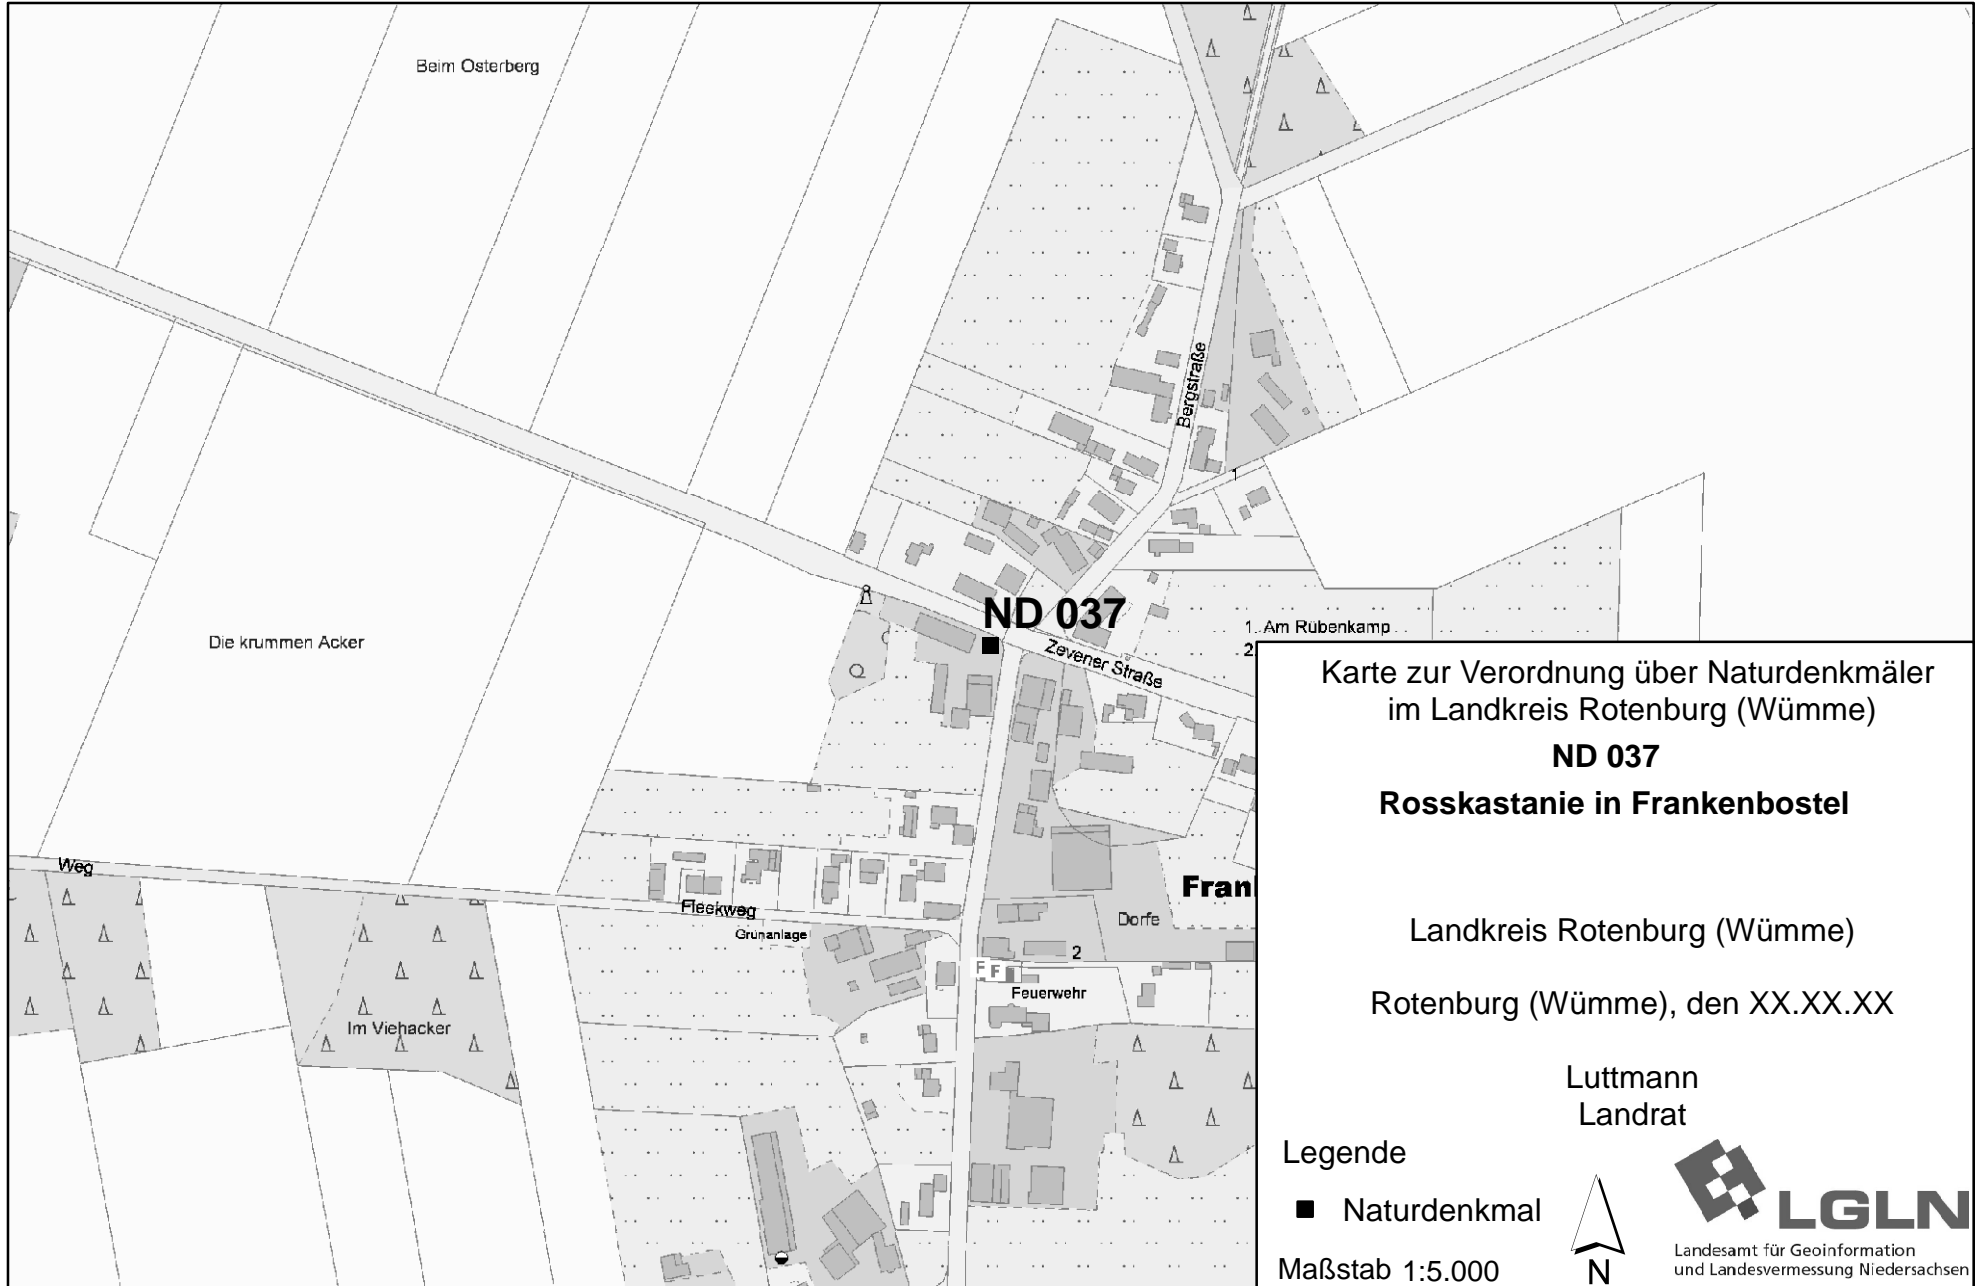 Beim Osterberg
Bergstraße
1
ND 037
Die krummen Acker
Zevener Straße
1. Am Rübenkamp
2
Weg
Fleekweg
Grünanlage
Fran
Dorfe
2
F F
Feuerwehr
Im Viehacker
Karte zur Verordnung über Naturdenkmäler
im Landkreis Rotenburg (Wümme)
ND 037
Rosskastanie in Frankenbostel
Landkreis Rotenburg (Wümme)
Rotenburg (Wümme), den XX.XX.XX
Luttmann
Landrat
Legende
Naturdenkmal
Maßstab 1:5.000
N
LGLN
Landesamt für Geoinformation
und Landesvermessung Niedersachsen